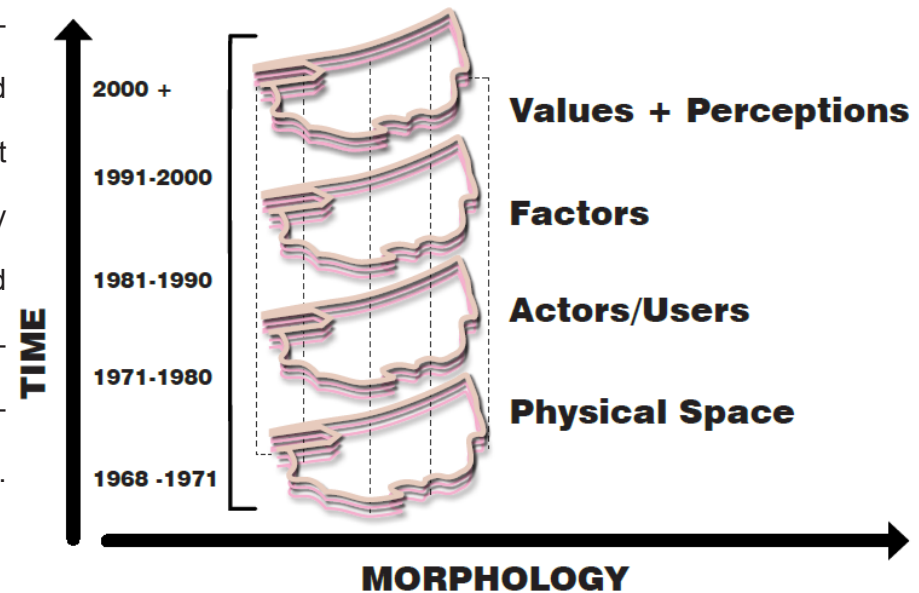 2000 +
Values + Perceptions
1991-2000
Factors
1981-1990
Actors/Users
TIME
1971-1980
Physical Space
1968 -1971
MORPHOLOGY